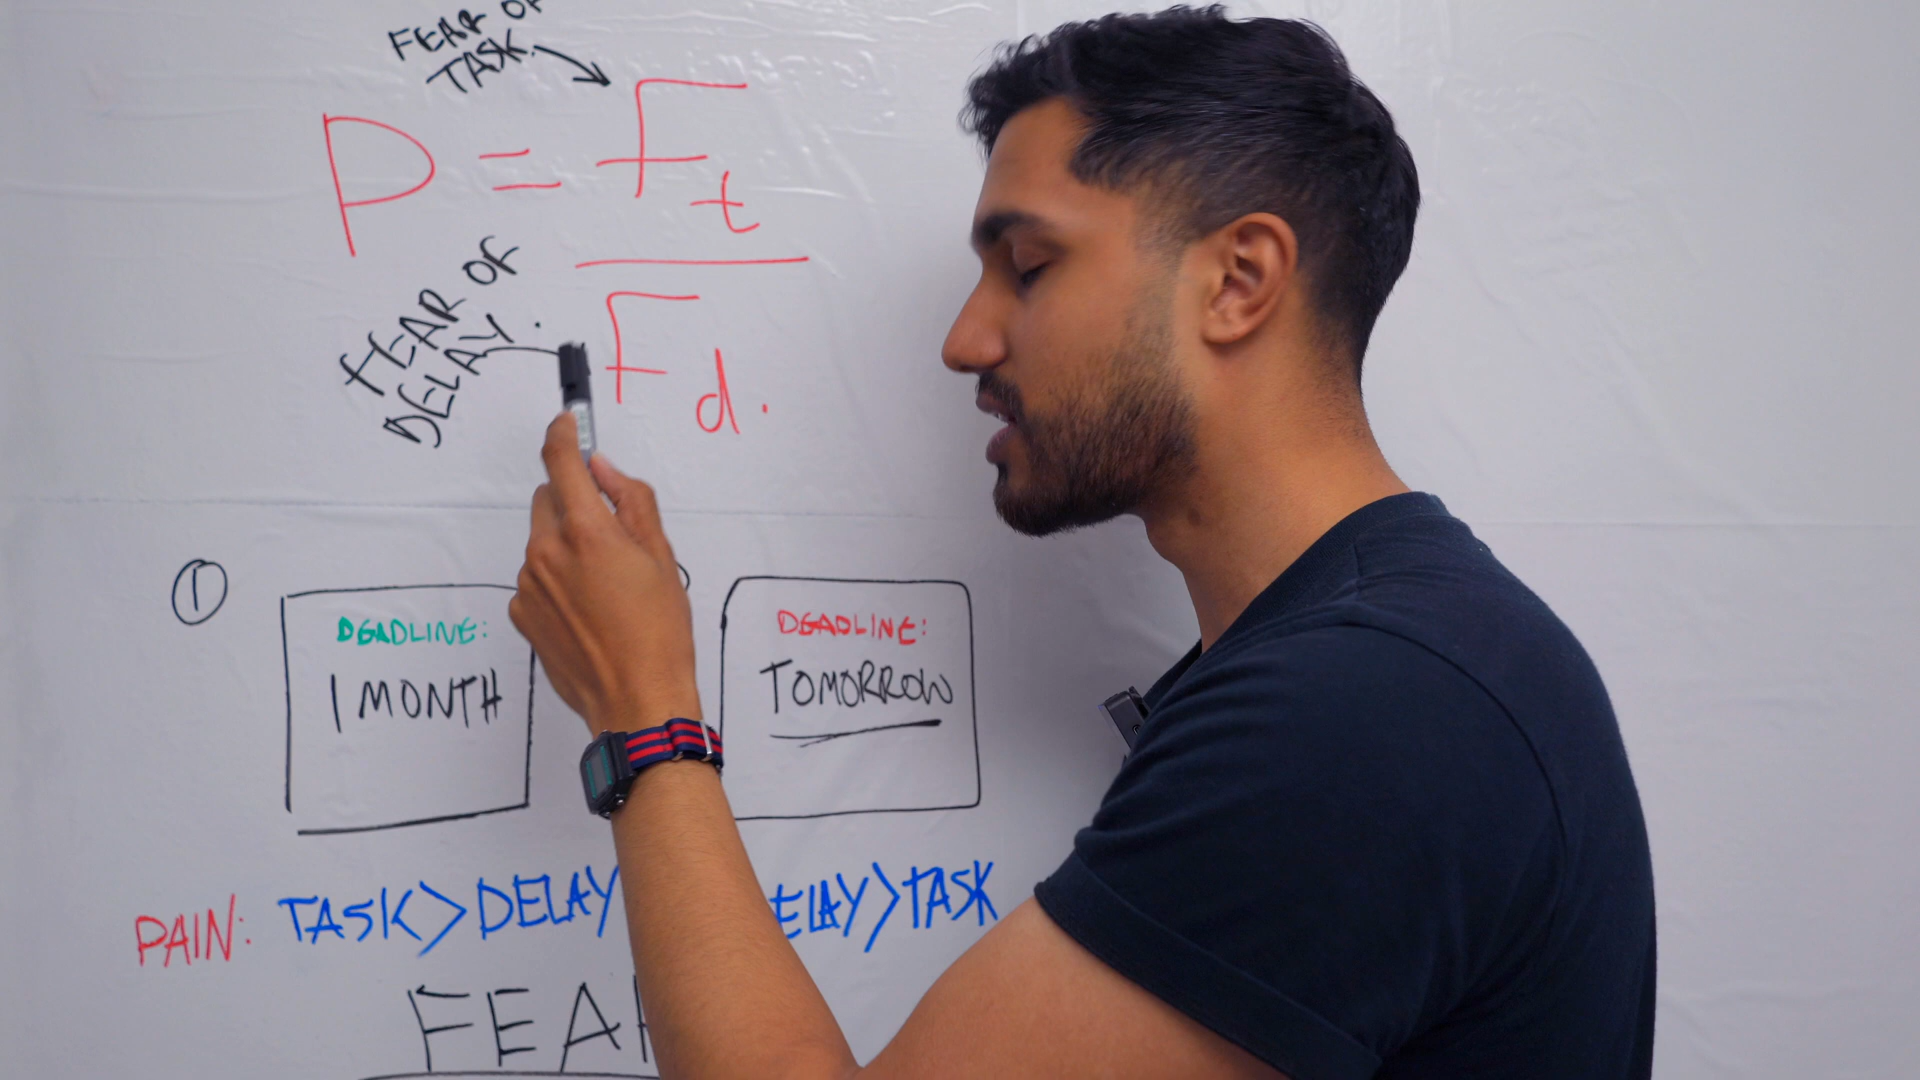 FEAR OF
TASK.
P = Ft
Fd.
FEAR OF
DELAY.
1
DEADLINE:
1 MONTH
DEADLINE:
TOMORROW
PAIN: TASK>DELAY
ELAY>TASK
FEA